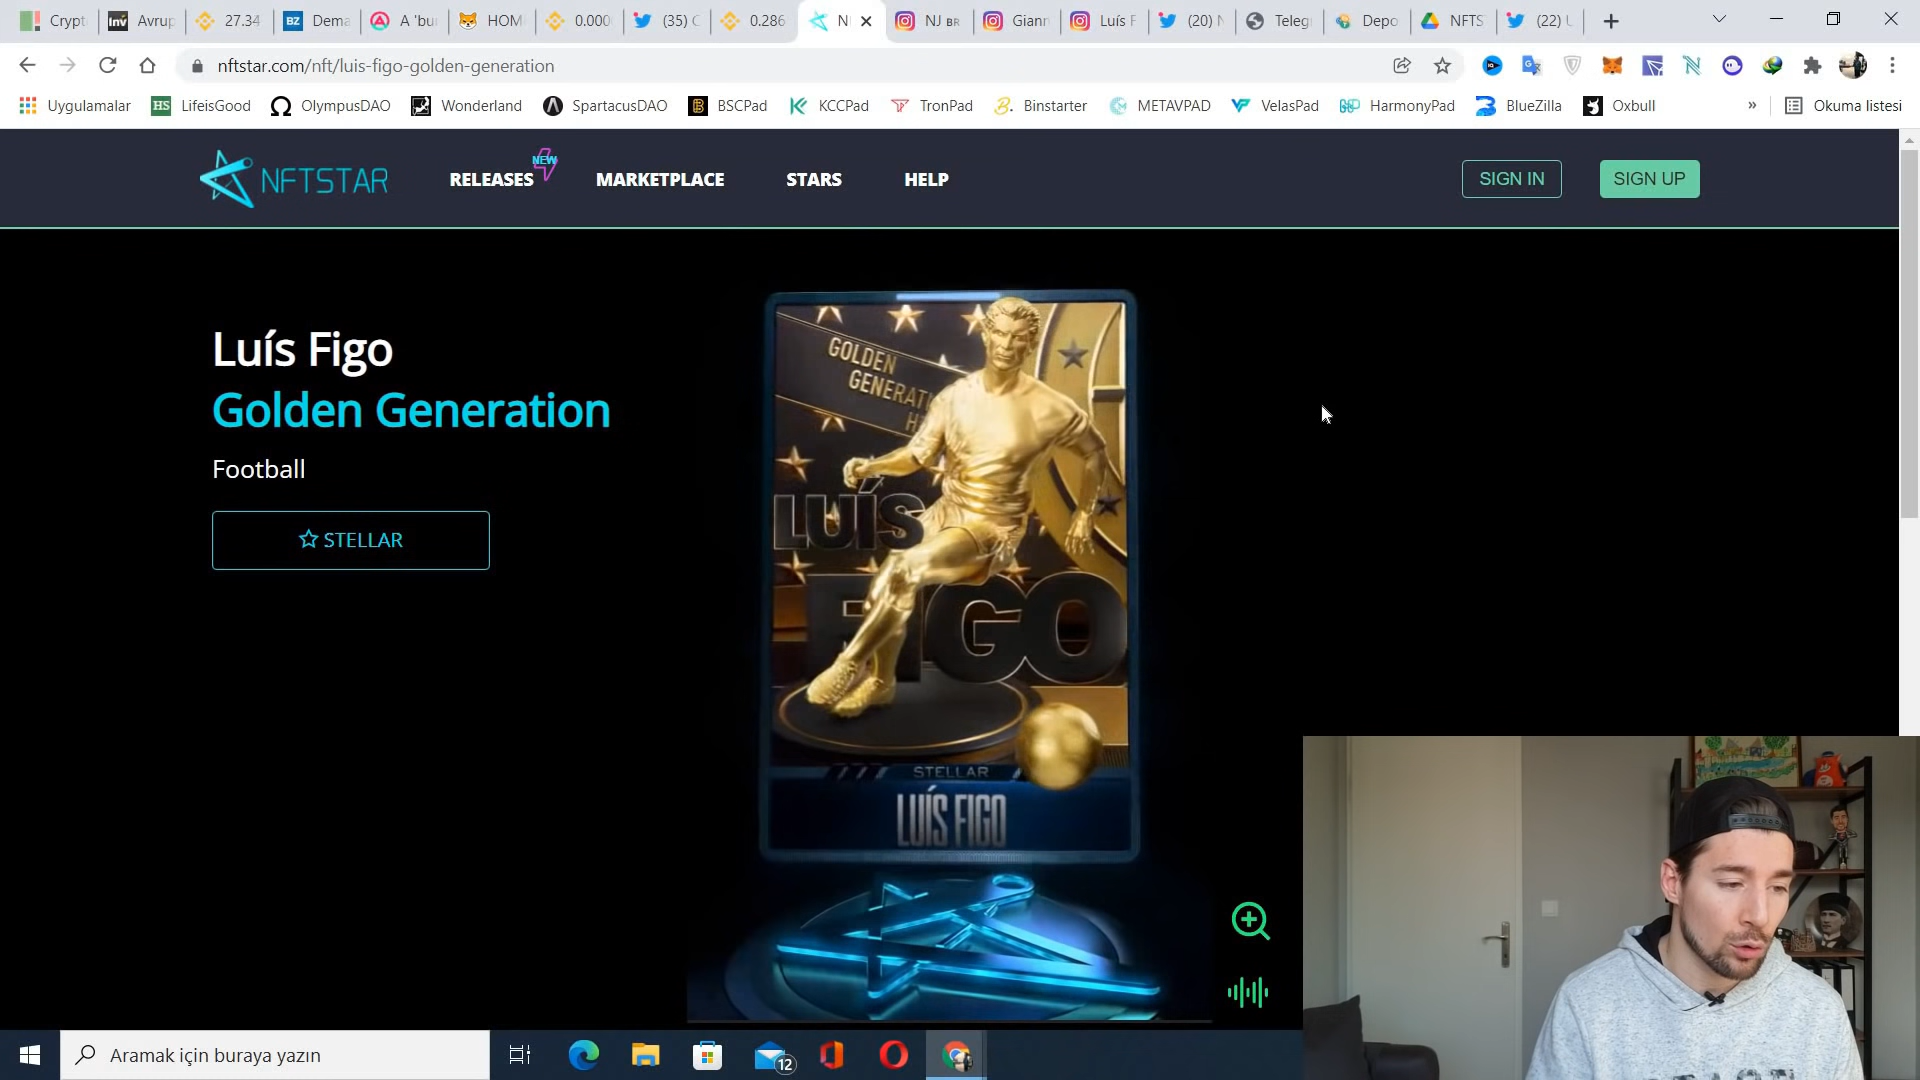 Crypt
Avrup
27.34
Dema
A 'bu
HOM
0.000
(35) C
0.286
N
NJ BR
Giann
Luís F
(20) N
Teleg
Depo
NFTS
(22) U
nftstar.com/nft/luis-figo-golden-generation
Uygulamalar
HS LifeisGood
OlympusDAO
Wonderland
SpartacusDAO
BSCPad
KCCPad
TronPad
Binstarter
METAVPAD
VelasPad
HarmonyPad
BlueZilla
Oxbull
»
Okuma listesi
NFTSTAR
RELEASES
NEW
MARKETPLACE
STARS
HELP
SIGN IN
SIGN UP
Luís Figo
Golden Generation
Football
STELLAR
GOLDEN
GENERAT
LUÍS
FIGO
STELLAR
LUÍS FIGO
Aramak için buraya yazın
12